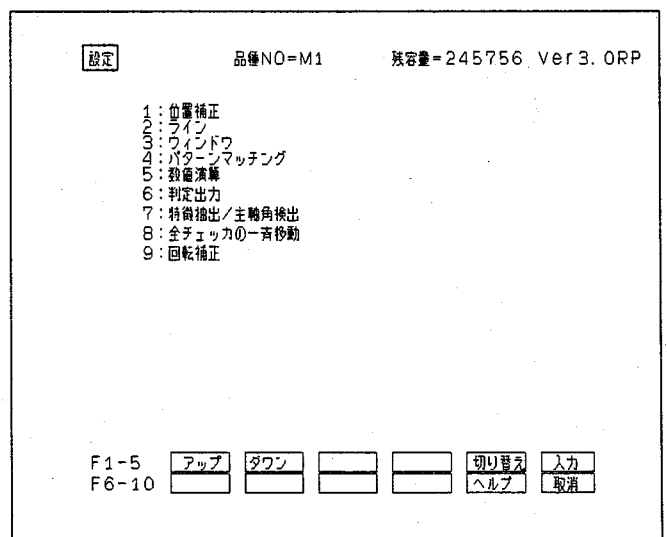 設定 品種NO=M1 残容量=245756 Ver3.0RP
1:位置補正
2:ライン
3:ウィンドウ
4:パターンマッチング
5:数値演算
6:判定出力
7:特徴抽出/主軸角検出
8:全チェッカの一斉移動
9:回転補正
F1-5 アップ ダウン 切り替え 入力
F6-10 ヘルプ 取消